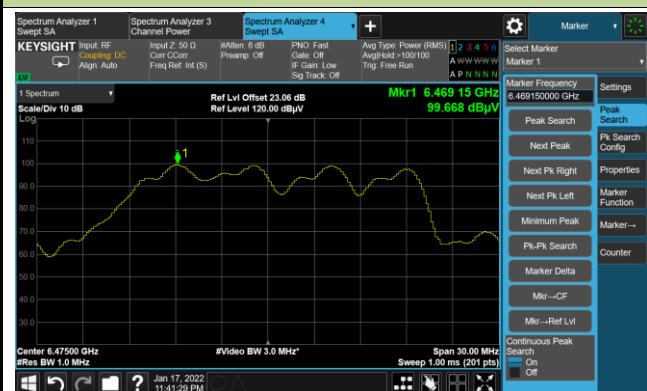 Spectrum Analyzer 1
Swept SA
Spectrum Analyzer 3
Channel Power
Spectrum Analyzer 4
Swept SA
+
Marker
KEYSIGHT
Input: RF
Coupling: DC
Align: Auto
Input Z: 50 Ω
Corr CCorr
Freq Ref: Int (S)
#Atten: 6 dB
Preamp: Off
PNO: Fast
Gate: Off
IF Gain: Low
Sig Track: Off
Avg Type: Power (RMS)
Avg|Hold:>100/100
Trig: Free Run
1 2 3 4 5 6
A W W W W W
A P N N N N
LV
Select Marker
Marker 1
1 Spectrum
Scale/Div 10 dB
Log
Ref Lvl Offset 23.06 dB
Ref Level 120.00 dBµV
Mkr1 6.469 15 GHz
99.668 dBµV
110
100
90.0
80.0
70.0
60.0
50.0
40.0
30.0
1
Center 6.47500 GHz
#Res BW 1.0 MHz
#Video BW 3.0 MHz*
Span 30.00 MHz
Sweep 1.00 ms (201 pts)
Marker Frequency
6.469150000 GHz
Peak Search
Next Peak
Next Pk Right
Next Pk Left
Minimum Peak
Pk-Pk Search
Marker Delta
Mkr→CF
Mkr→Ref Lvl
Continuous Peak
Search
On
Off
Settings
Peak
Search
Pk Search
Config
Properties
Marker
Function
Marker→
Counter
?
Jan 17, 2022
11:41:29 PM